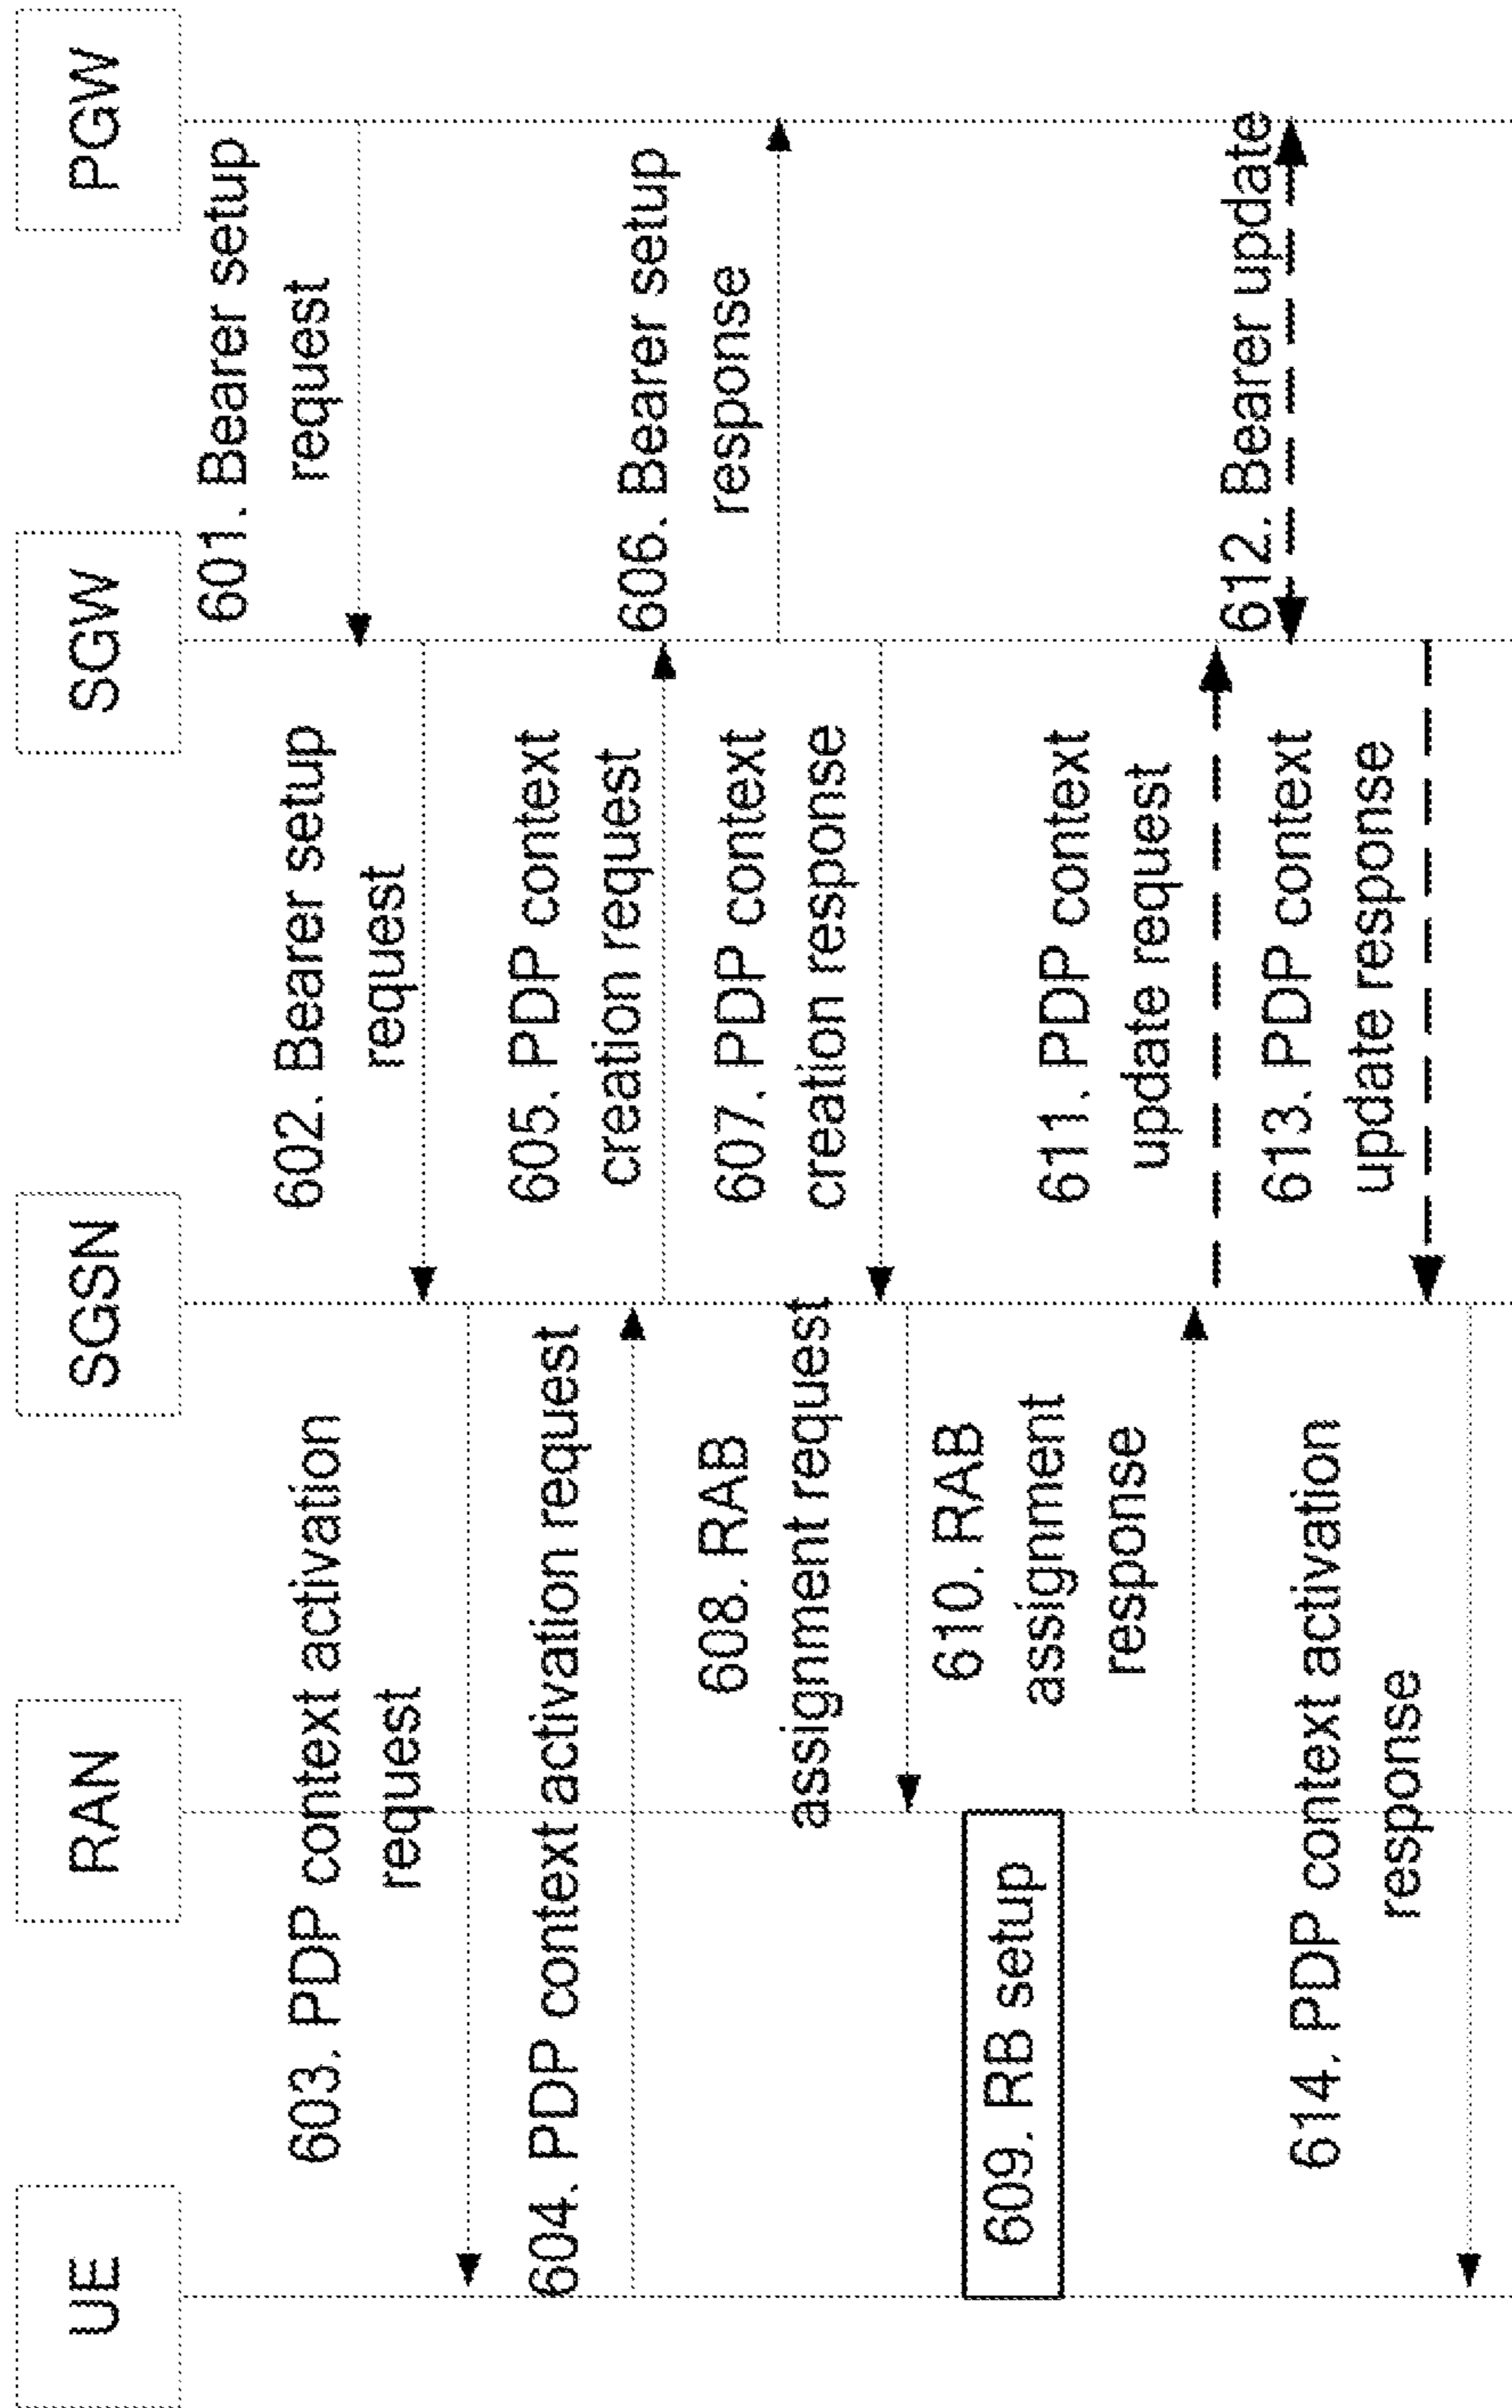 UE
RAN
SGSN
SGW
PGW
601. Bearer setup
request
602. Bearer setup
request
603. PDP context activation
request
604. PDP context activation request
605. PDP context
creation request
606. Bearer setup
response
607. PDP context
creation response
608. RAB
assignment request
609. RB setup
610. RAB
assignment
response
611. PDP context
update request
612. Bearer update
613. PDP context
update response
614. PDP context activation
response